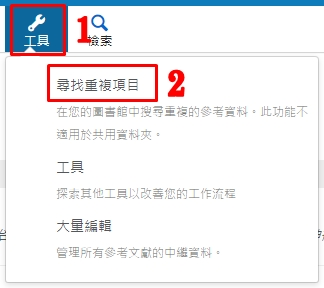 工具 1 檢索
尋找重複項目 2
在您的圖書館中搜尋重複的參考資料。此功能不
適用於共用資料夾。
工具
探索其他工具以改善您的工作流程
大量編輯
管理所有參考文獻的中繼資料。